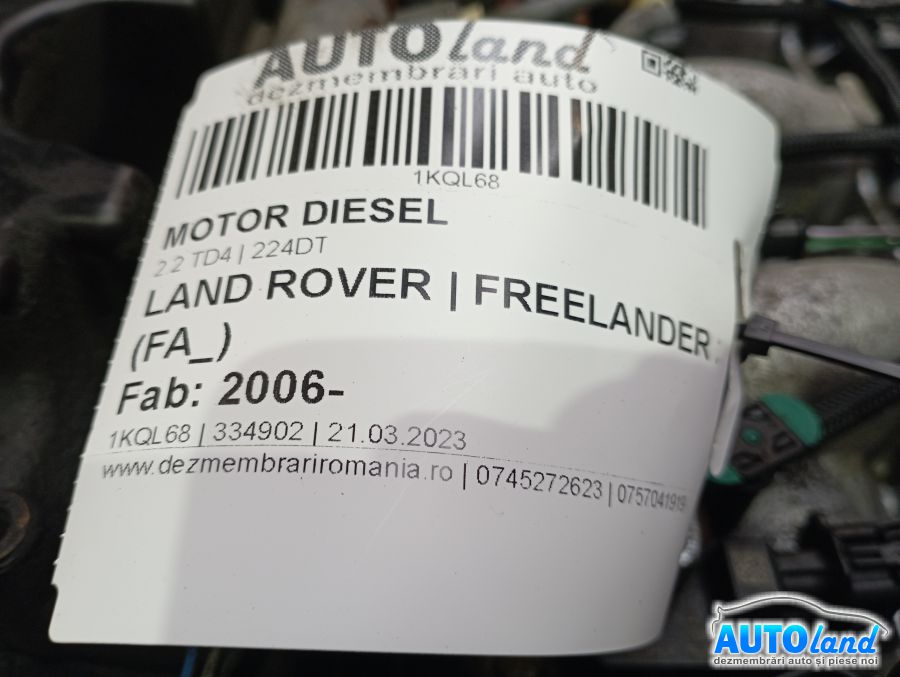 AUTOland
dezmembrari auto
1KQL68
MOTOR DIESEL
2.2 TD4 | 224DT
LAND ROVER | FREELANDER
(FA_)
Fab: 2006-
1KQL68 | 334902 | 21.03.2023
www.dezmembrariromania.ro | 0745272623 |
AUTOland
dezmembrări auto și piese noi